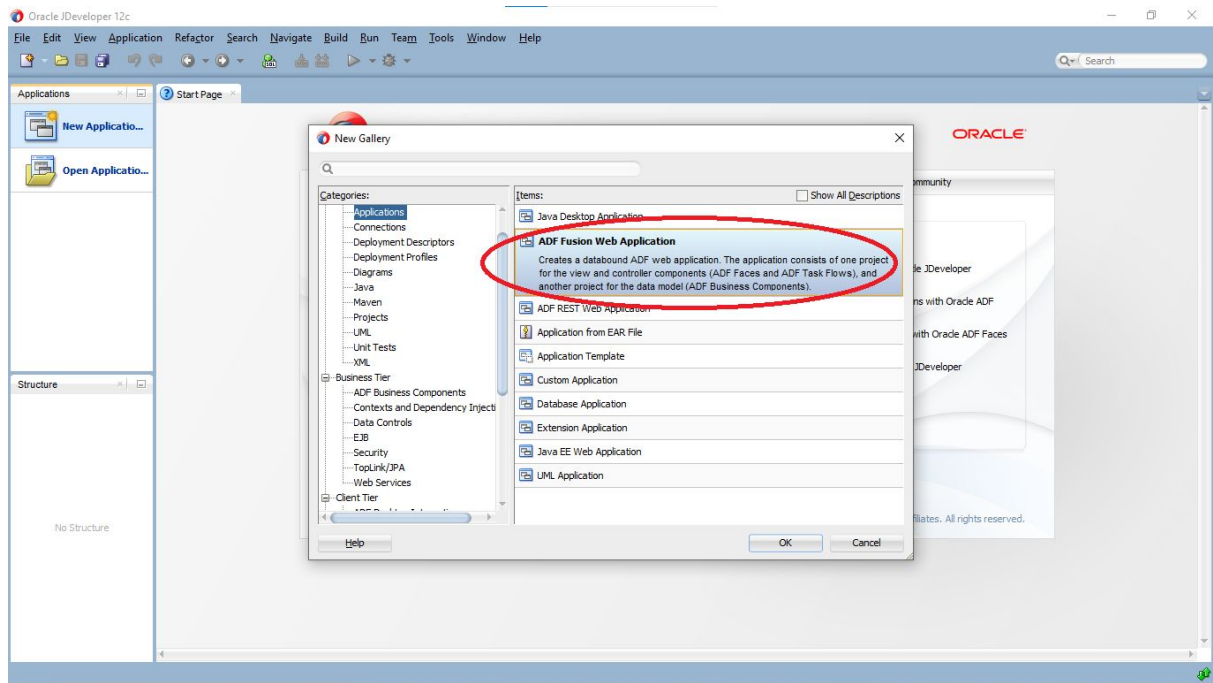 Oracle JDeveloper 12c
File Edit View Application Refactor Search Navigate Build Run Team Tools Window Help
Search
Applications
Start Page
New Applicatio...
Open Applicatio...
ORACLE
New Gallery
Categories:
Items:
Show All Descriptions
Applications
Connections
Deployment Descriptors
Deployment Profiles
Diagrams
Java
Maven
Projects
UML
Unit Tests
XML
Business Tier
ADF Business Components
Contexts and Dependency Injecti
Data Controls
EJB
Security
TopLink/JPA
Web Services
Client Tier
Java Desktop Application
ADF Fusion Web Application
Creates a databound ADF web application. The application consists of one project
for the view and controller components (ADF Faces and ADF Task Flows), and
another project for the data model (ADF Business Components).
ADF REST Web Application
Application from EAR File
Application Template
Custom Application
Database Application
Extension Application
Java EE Web Application
UML Application
Help
OK
Cancel
mmunity
le JDeveloper
ns with Oracle ADF
with Oracle ADF Faces
JDeveloper
filiates. All rights reserved.
Structure
No Structure